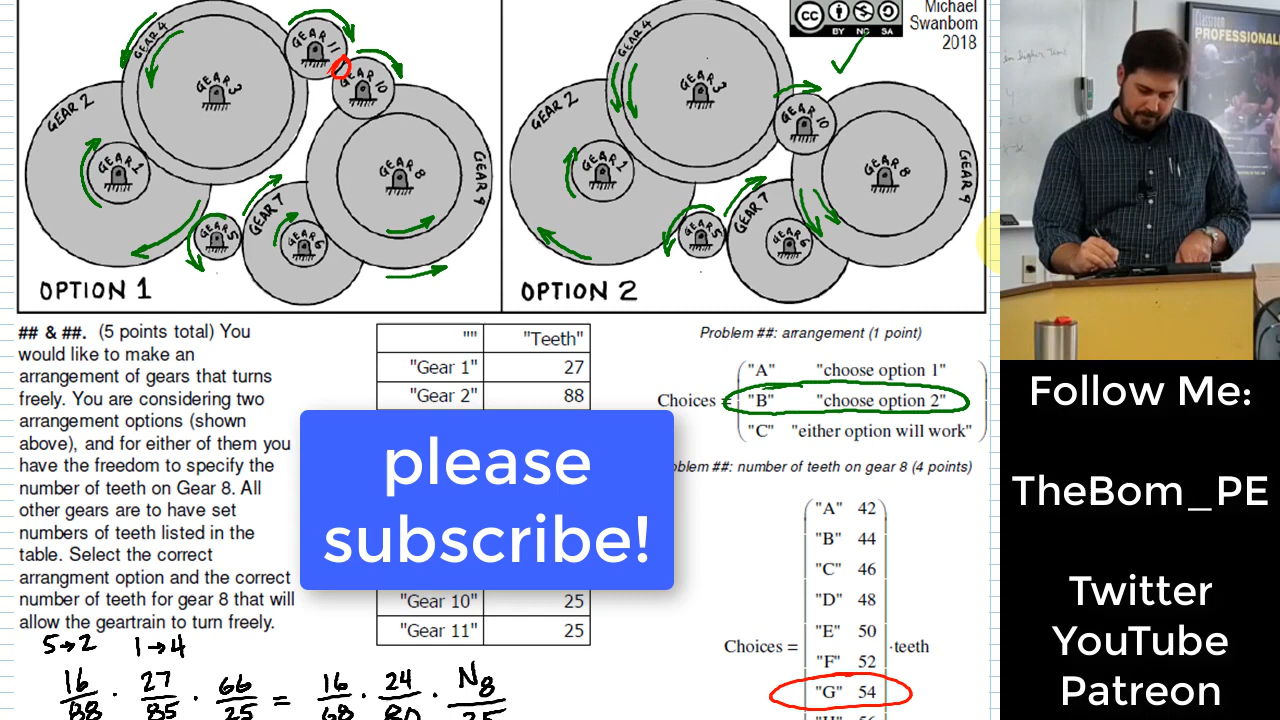 GEAR 4
GEAR 11
GEAR 10
GEAR 3
GEAR 2
GEAR 1
GEAR 8
GEAR 9
GEAR 5
GEAR 7
GEAR 6
OPTION 1
GEAR 4
GEAR 3
GEAR 2
GEAR 10
GEAR 1
GEAR 8
GEAR 9
GEAR 5
GEAR 7
GEAR 6
OPTION 2
CC
BY NC SA
Michael
Swanbom
2018
Classroom
PROFESSIONALISM
## & ##. (5 points total) You
would like to make an
arrangement of gears that turns
freely. You are considering two
arrangement options (shown
above), and for either of them you
have the freedom to specify the
number of teeth on Gear 8. All
other gears are to have set
numbers of teeth listed in the
table. Select the correct
arrangment option and the correct
number of teeth for gear 8 that will
allow the geartrain to turn freely.
"" "Teeth"
"Gear 1" 27
"Gear 2" 88
please
subscribe!
"Gear 10" 25
"Gear 11" 25
Problem ##: arrangement (1 point)
Choices =
"A" "choose option 1"
"B" "choose option 2"
"C" "either option will work"
oblem ##: number of teeth on gear 8 (4 points)
Choices =
"A" 42
"B" 44
"C" 46
"D" 48
"E" 50
"F" 52
"G" 54
·teeth
5→2 1→4
16/88 · 27/85 · 66/25 = 16/68 · 24/80 · N8/25
Follow Me:
TheBom_PE
Twitter
YouTube
Patreon